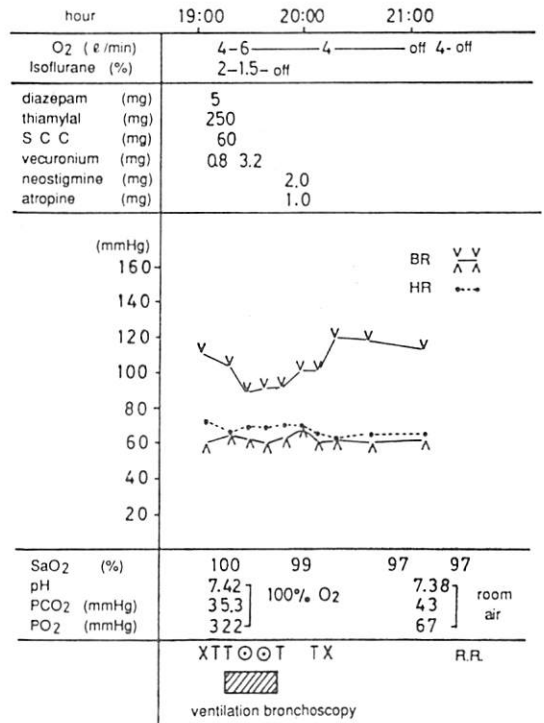 hour 19:00 20:00 21:00
O2 (ℓ/min) 4-6 4 off 4- off
Isoflurane (%) 2-1.5- off
diazepam (mg) 5
thiamylal (mg) 250
S C C (mg) 60
vecuronium (mg) 0.8 3.2
neostigmine (mg) 2.0
atropine (mg) 1.0
(mmHg)
160
BR
HR
140
120
100
80
60
40
20
SaO2 (%) 100 99 97 97
pH 7.42 7.38
100% O2 room
PCO2 (mmHg) 35.3 43
air
PO2 (mmHg) 322 67
XTT⊙⊙T TX R.R.
ventilation bronchoscopy